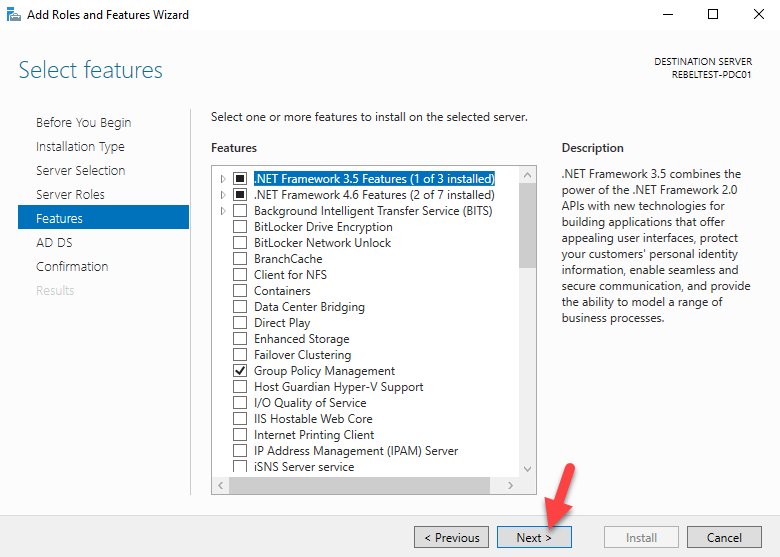 Add Roles and Features Wizard
Select features
DESTINATION SERVER
REBELTEST-PDC01
Before You Begin
Installation Type
Server Selection
Server Roles
Features
AD DS
Confirmation
Results
Select one or more features to install on the selected server.
Features
.NET Framework 3.5 Features (1 of 3 installed)
.NET Framework 4.6 Features (2 of 7 installed)
Background Intelligent Transfer Service (BITS)
BitLocker Drive Encryption
BitLocker Network Unlock
BranchCache
Client for NFS
Containers
Data Center Bridging
Direct Play
Enhanced Storage
Failover Clustering
Group Policy Management
Host Guardian Hyper-V Support
I/O Quality of Service
IIS Hostable Web Core
Internet Printing Client
IP Address Management (IPAM) Server
iSNS Server service
Description
.NET Framework 3.5 combines the
power of the .NET Framework 2.0
APIs with new technologies for
building applications that offer
appealing user interfaces, protect
your customers' personal identity
information, enable seamless and
secure communication, and provide
the ability to model a range of
business processes.
< Previous
Next >
Install
Cancel